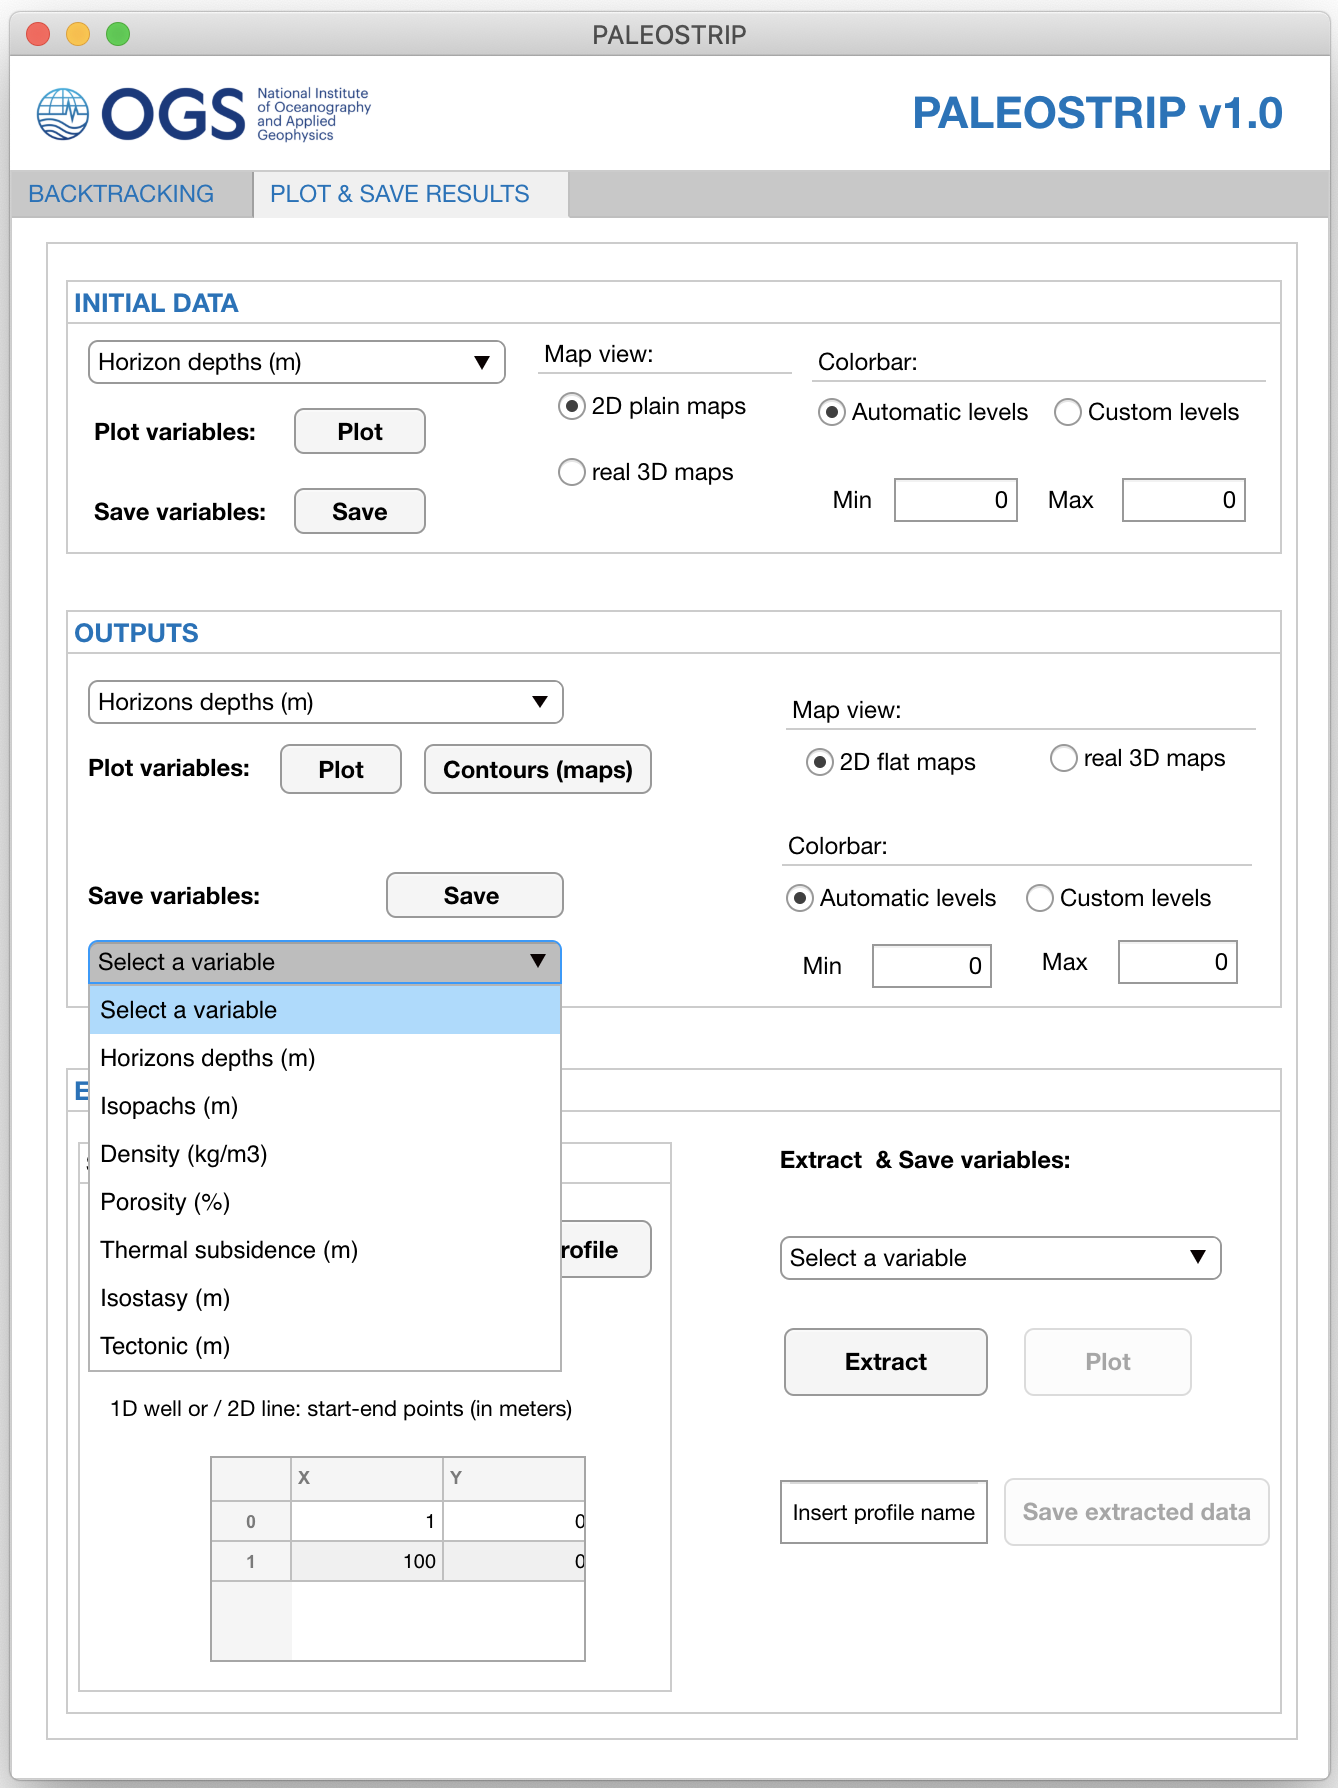 PALEOSTRIP
OGS
National Institute
of Oceanography
and Applied
Geophysics
PALEOSTRIP v1.0
BACKTRACKING
PLOT & SAVE RESULTS
INITIAL DATA
Horizon depths (m)
Map view:
Colorbar:
2D plain maps
Automatic levels
Custom levels
Plot variables:
Plot
real 3D maps
Save variables:
Save
Min
0
Max
0
OUTPUTS
Horizons depths (m)
Map view:
Plot variables:
Plot
Contours (maps)
2D flat maps
real 3D maps
Colorbar:
Save variables:
Save
Automatic levels
Custom levels
Select a variable
Min
0
Max
0
Select a variable
Horizons depths (m)
Isopachs (m)
Density (kg/m3)
Porosity (%)
Thermal subsidence (m)
Isostasy (m)
Tectonic (m)
E
rofile
Extract & Save variables:
Select a variable
Extract
Plot
1D well or / 2D line: start-end points (in meters)
X Y
0 1 0
1 100 0
Insert profile name
Save extracted data